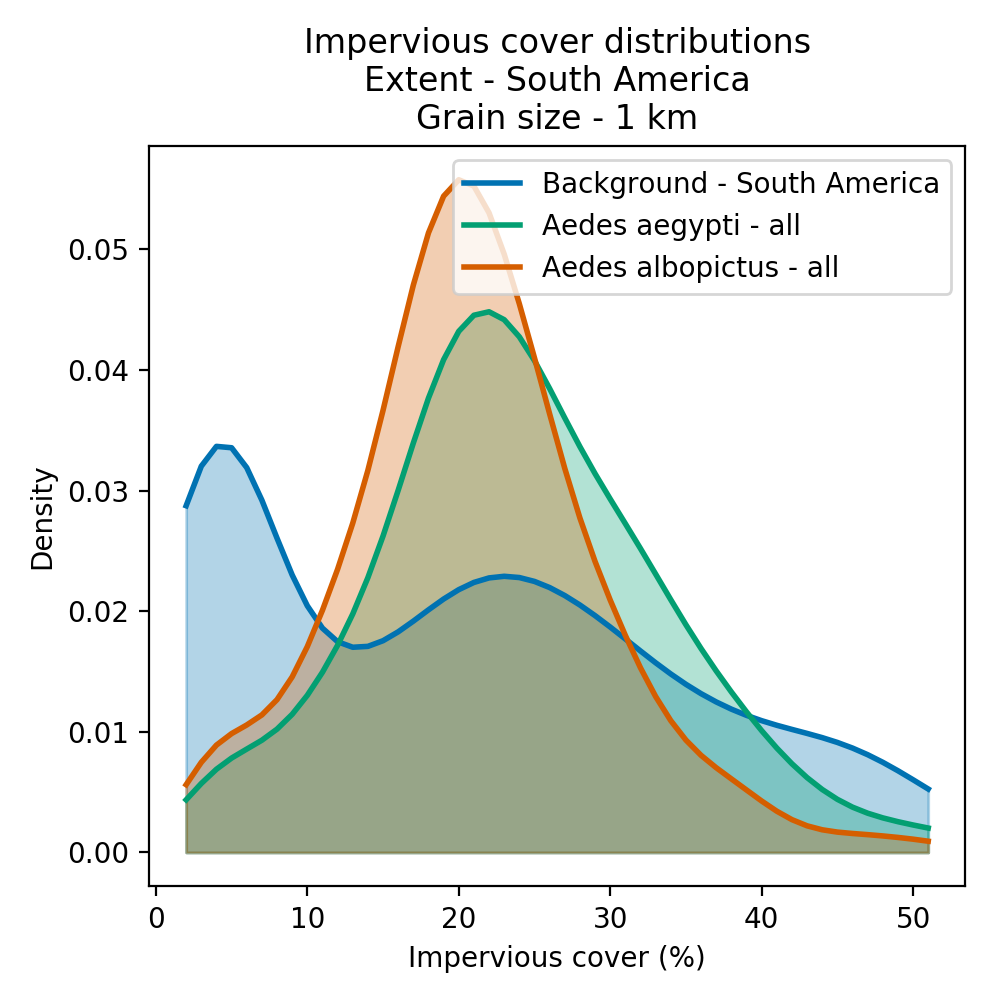 Impervious cover distributions
Extent - South America
Grain size - 1 km
Background - South America
Aedes aegypti - all
Aedes albopictus - all
Density
0.05
0.04
0.03
0.02
0.01
0.00
0 10 20 30 40 50
Impervious cover (%)